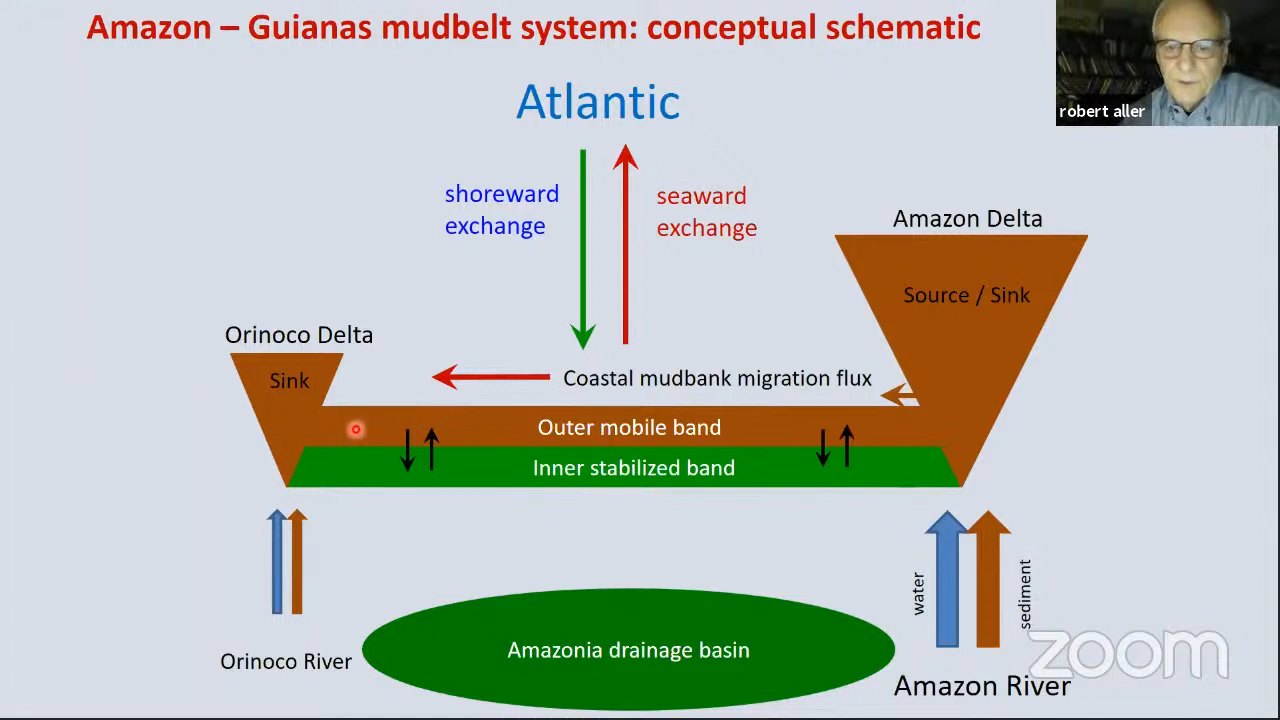 Amazon – Guianas mudbelt system: conceptual schematic
robert aller
Atlantic
shoreward
exchange
seaward
exchange
Amazon Delta
Source / Sink
Orinoco Delta
Sink
Coastal mudbank migration flux
Outer mobile band
Inner stabilized band
water
sediment
Amazonia drainage basin
Orinoco River
Amazon River
zoom